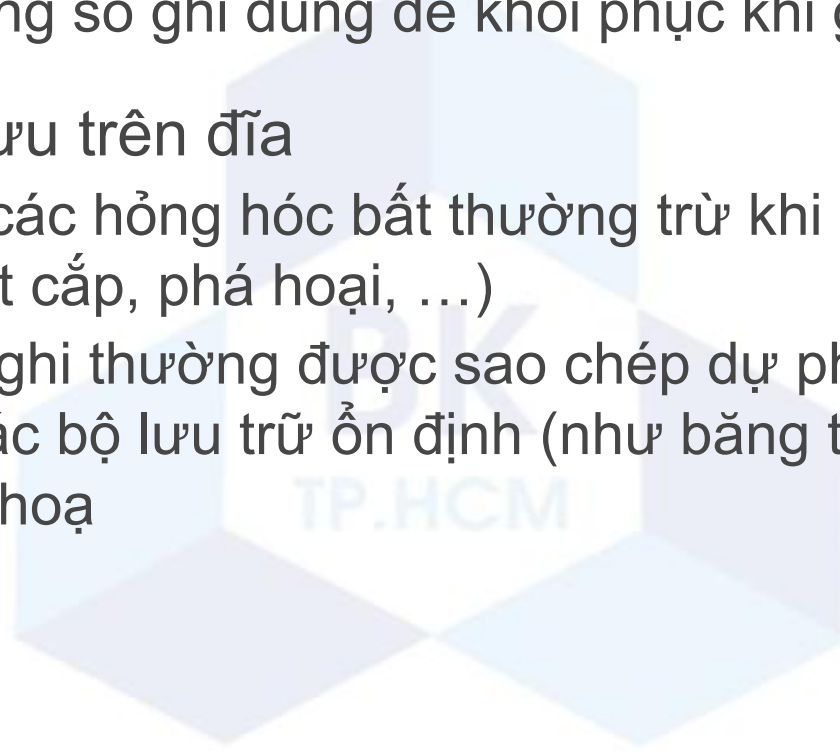 ng sổ ghi dùng để khôi phục khi g
ưu trên đĩa
các hỏng hóc bất thường trừ khi
t cắp, phá hoại, …)
ghi thường được sao chép dự ph
ác bộ lưu trữ ổn định (như băng t
hoạ
BK
TP.HCM